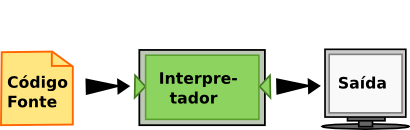 Código
Fonte
Interpre-
tador
Saída